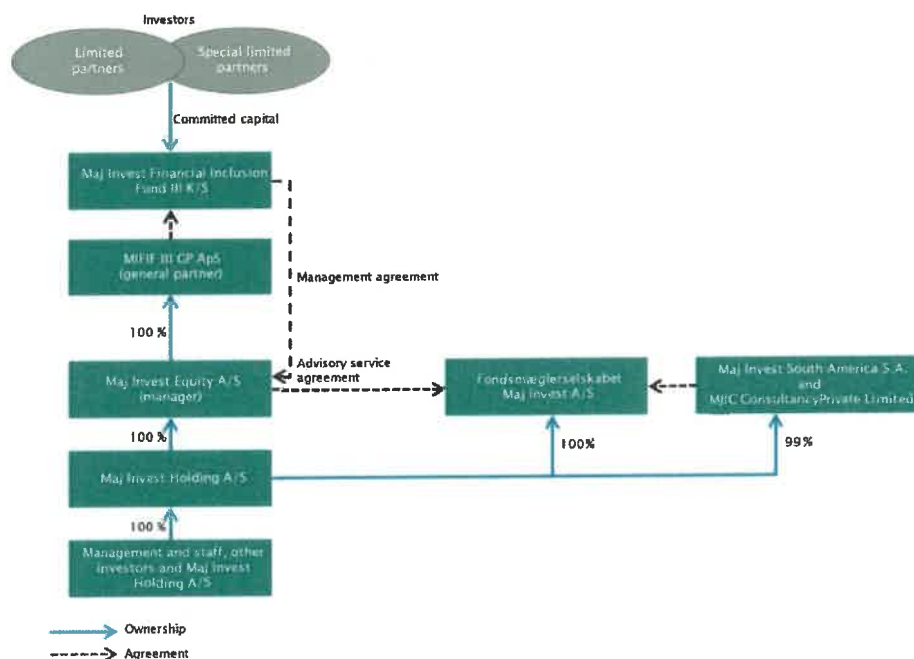 Investors
Limited
partners
Special limited
partners
Committed capital
Maj Invest Financial Inclusion
Fund III K/S
MIFIF III GP ApS
(general partner)
Management agreement
100 %
Advisory service
agreement
Maj Invest Equity A/S
(manager)
Fondsmæglerselskabet
Maj Invest A/S
Maj Invest South America S.A.
and
MJIC ConsultancyPrivate Limited
100 %
100%
99%
Maj Invest Holding A/S
100 %
Management and staff, other
investors and Maj Invest
Holding A/S
Ownership
Agreement